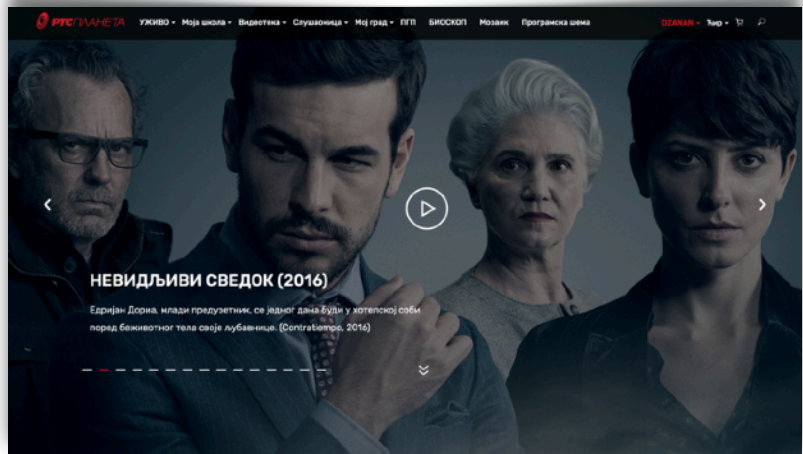 РТС ПЛАНЕТА УЖИВО Моја школа Видеотека Слушаоница Мој град ПГП БИОСКОП Мозаик Програмска шема DZANAN Ћир
НЕВИДЉИВИ СВЕДОК (2016)
Едријан Дориа, млади предузетник, се једног дана буди у хотелској соби
поред беживотног тела своје љубавнице. (Contratiempo, 2016)